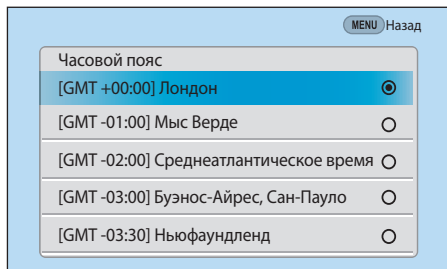 MENU Назад
Часовой пояс
[GMT +00:00] Лондон
[GMT -01:00] Мыс Верде
[GMT -02:00] Среднеатлантическое время
[GMT -03:00] Буэнос-Айрес, Сан-Пауло
[GMT -03:30] Ньюфаундленд